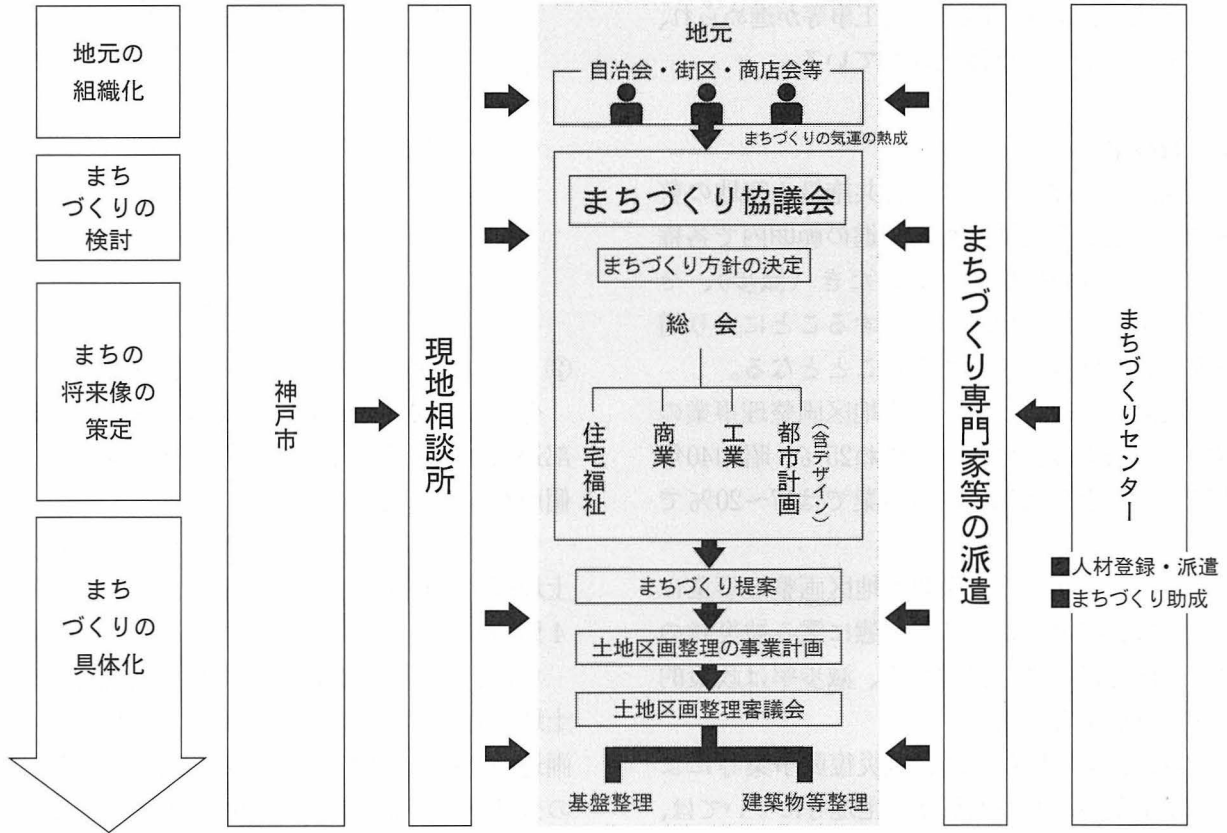 地元の
組織化
まち
づくりの
検討
まちの
将来像の
策定
まち
づくりの
具体化
神戸市
現地相談所
地元
自治会・街区・商店会等
まちづくりの気運の熟成
まちづくり協議会
まちづくり方針の決定
総 会
住宅福祉
商業
工業
都市計画
(含デザイン)
まちづくり提案
土地区画整理の事業計画
土地区画整理審議会
基盤整理
建築物等整理
まちづくり専門家等の派遣
まちづくりセンター
■人材登録・派遣
■まちづくり助成